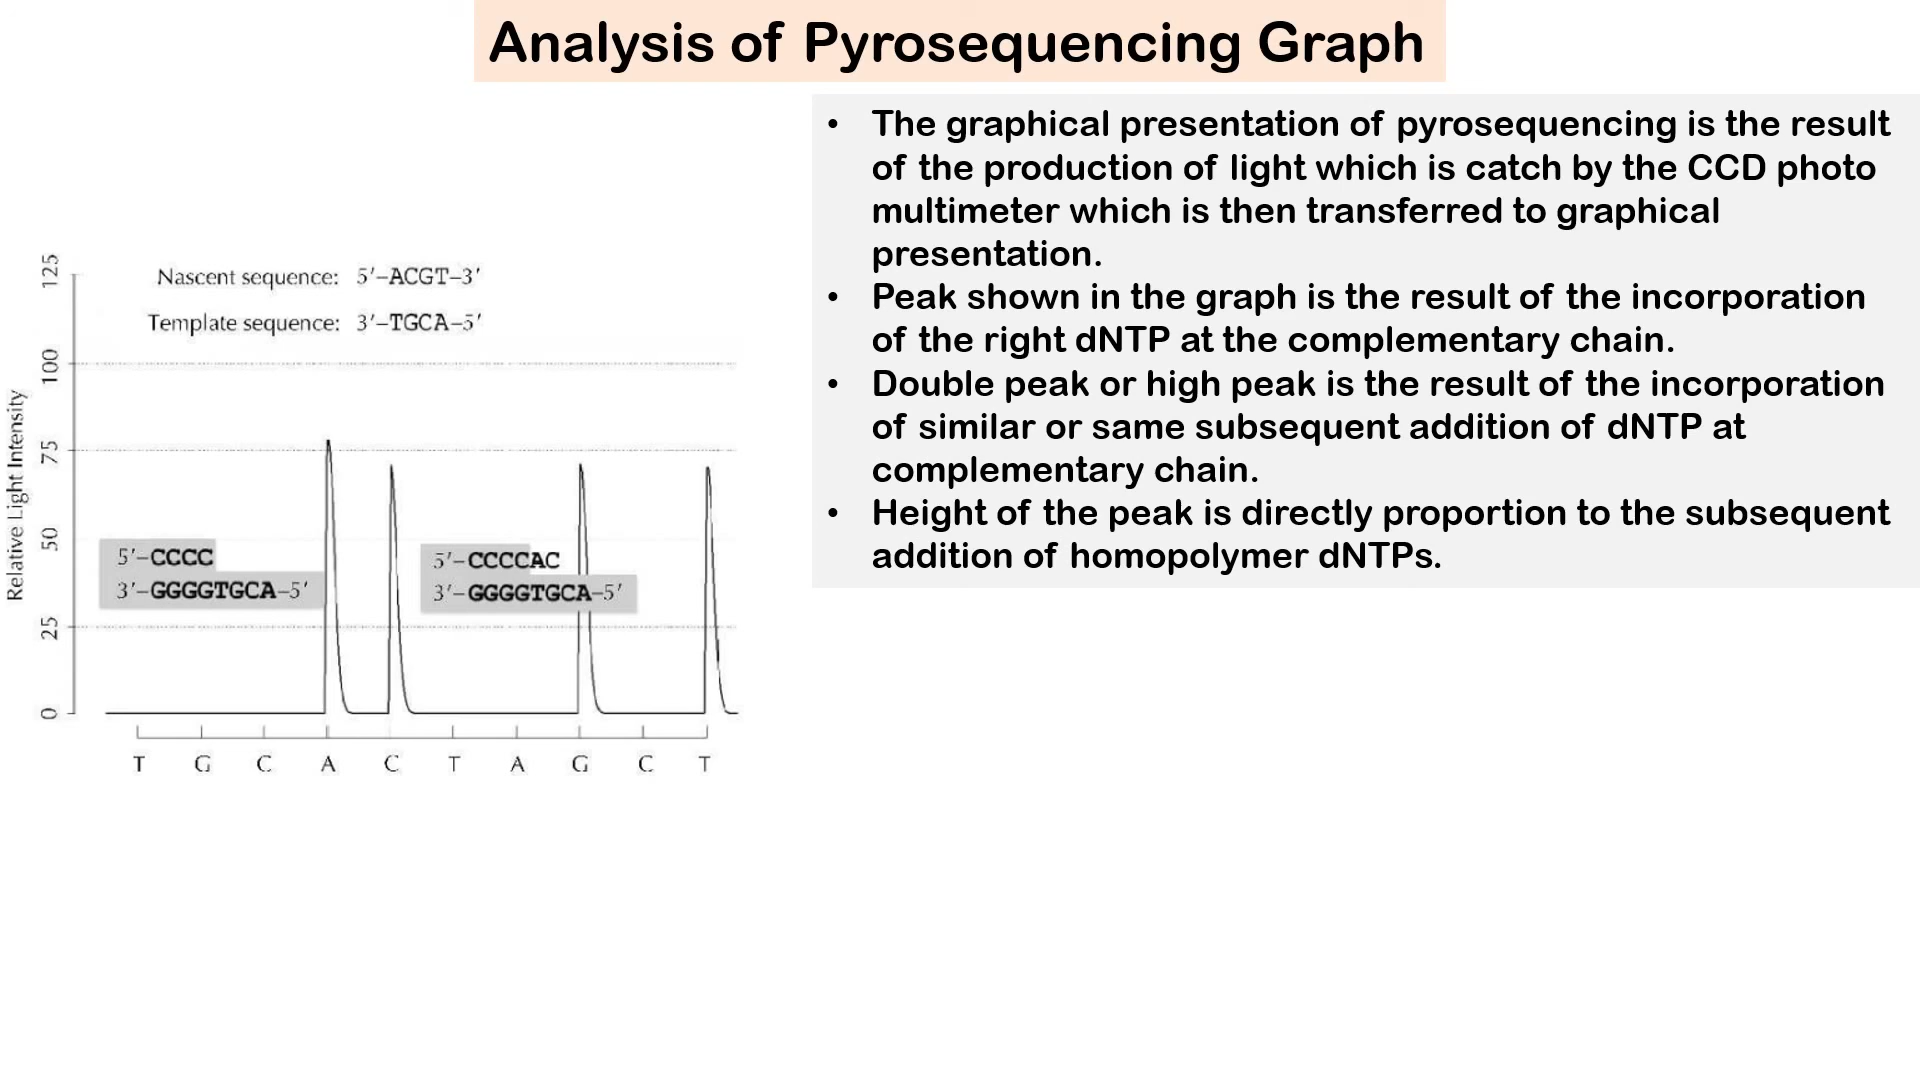 Analysis of Pyrosequencing Graph
• The graphical presentation of pyrosequencing is the result
of the production of light which is catch by the CCD photo
multimeter which is then transferred to graphical
presentation.
• Peak shown in the graph is the result of the incorporation
of the right dNTP at the complementary chain.
• Double peak or high peak is the result of the incorporation
of similar or same subsequent addition of dNTP at
complementary chain.
• Height of the peak is directly proportion to the subsequent
addition of homopolymer dNTPs.
Nascent sequence: 5′–ACGT–3′
Template sequence: 3′–TGCA–5′
Relative Light Intensity
125
100
75
50
25
0
5′–CCCC
3′–GGGGTGCA–5′
5′–CCCCAC
3′–GGGGTGCA–5′
T G C A C T A G C T